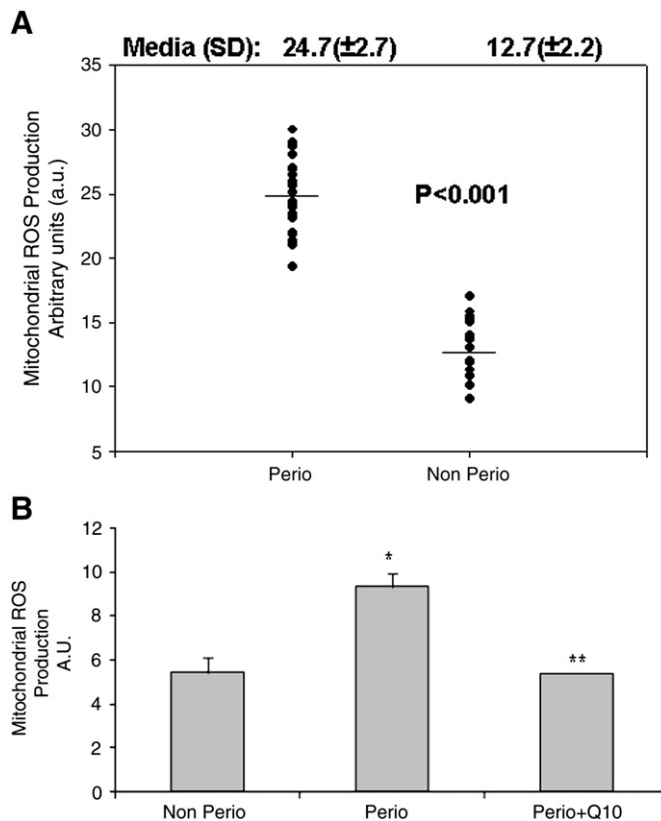 A
Media (SD): 24.7(±2.7) 12.7(±2.2)
Mitochondrial ROS Production
Arbitrary units (a.u.)
35
30
25
20
15
10
5
P<0.001
Perio Non Perio
B
Mitochondrial ROS
Production
A.U.
12
10
8
6
4
2
0
*
**
Non Perio Perio Perio+Q10